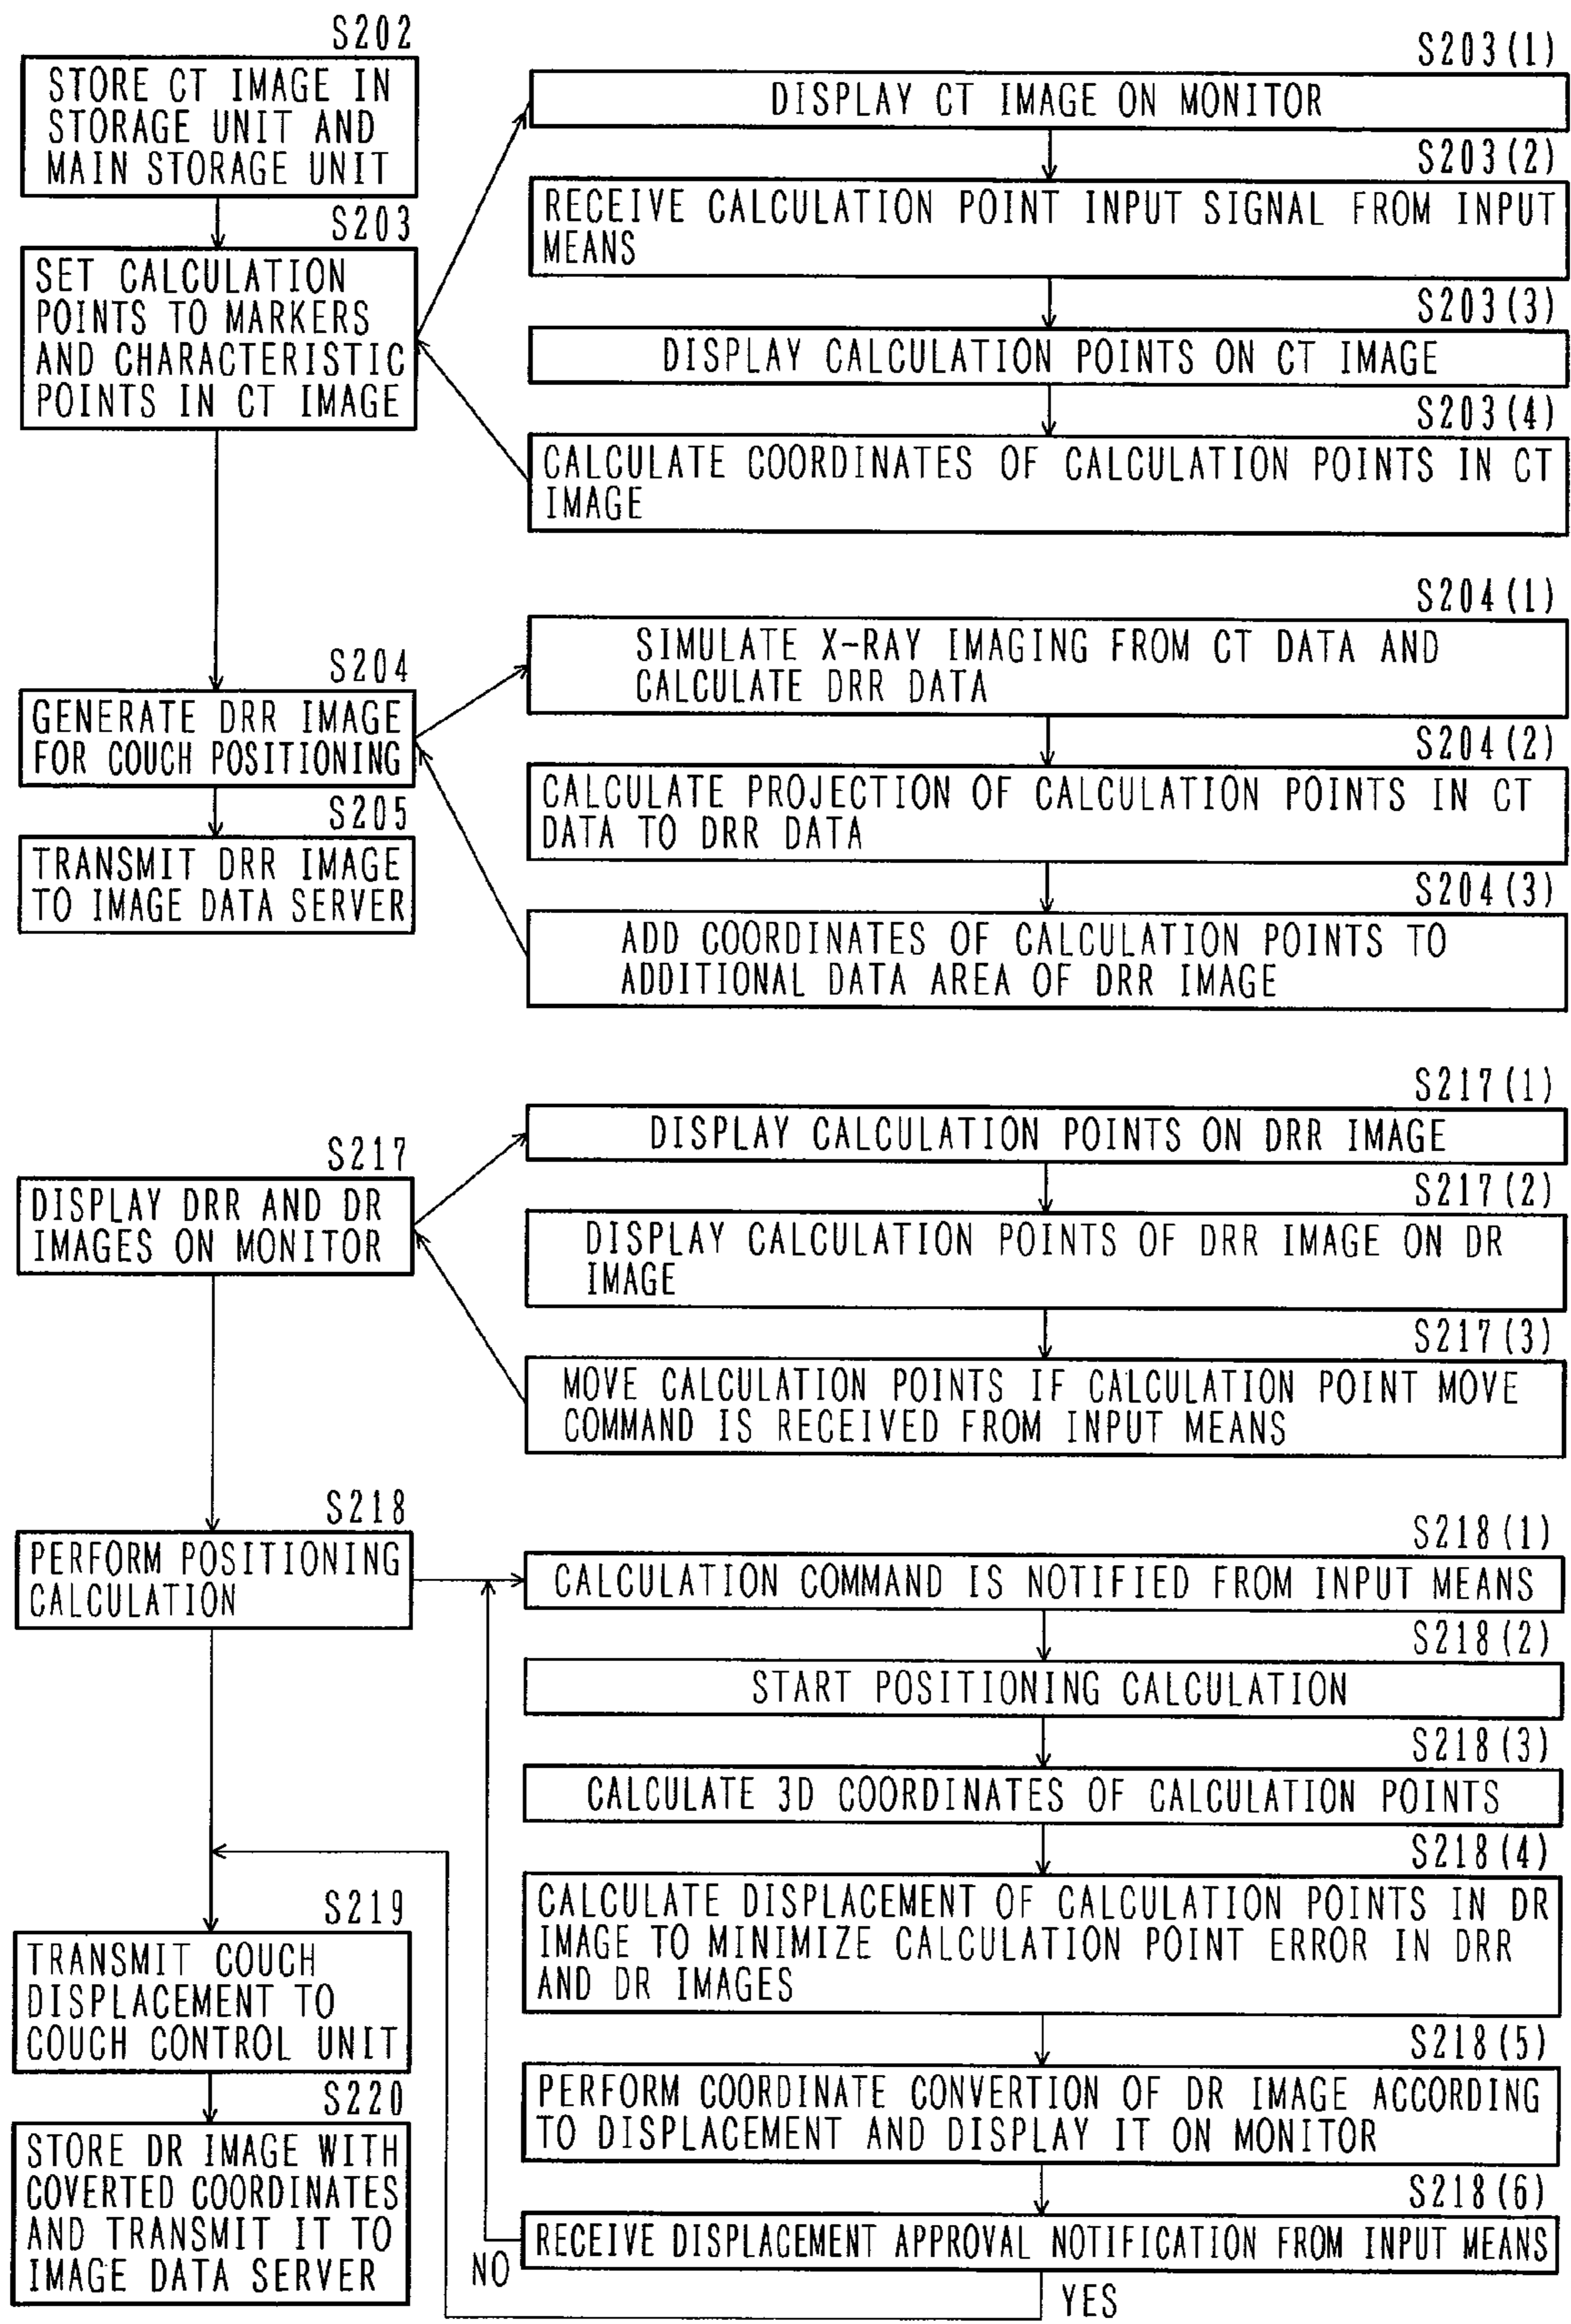 S202
STORE CT IMAGE IN
STORAGE UNIT AND
MAIN STORAGE UNIT
S203
SET CALCULATION
POINTS TO MARKERS
AND CHARACTERISTIC
POINTS IN CT IMAGE
S203(1)
DISPLAY CT IMAGE ON MONITOR
S203(2)
RECEIVE CALCULATION POINT INPUT SIGNAL FROM INPUT
MEANS
S203(3)
DISPLAY CALCULATION POINTS ON CT IMAGE
S203(4)
CALCULATE COORDINATES OF CALCULATION POINTS IN CT
IMAGE
S204
GENERATE DRR IMAGE
FOR COUCH POSITIONING
S204(1)
SIMULATE X-RAY IMAGING FROM CT DATA AND
CALCULATE DRR DATA
S204(2)
CALCULATE PROJECTION OF CALCULATION POINTS IN CT
DATA TO DRR DATA
S204(3)
ADD COORDINATES OF CALCULATION POINTS TO
ADDITIONAL DATA AREA OF DRR IMAGE
S205
TRANSMIT DRR IMAGE
TO IMAGE DATA SERVER
S217
DISPLAY DRR AND DR
IMAGES ON MONITOR
S217(1)
DISPLAY CALCULATION POINTS ON DRR IMAGE
S217(2)
DISPLAY CALCULATION POINTS OF DRR IMAGE ON DR
IMAGE
S217(3)
MOVE CALCULATION POINTS IF CALCULATION POINT MOVE
COMMAND IS RECEIVED FROM INPUT MEANS
S218
PERFORM POSITIONING
CALCULATION
S218(1)
CALCULATION COMMAND IS NOTIFIED FROM INPUT MEANS
S218(2)
START POSITIONING CALCULATION
S218(3)
CALCULATE 3D COORDINATES OF CALCULATION POINTS
S218(4)
CALCULATE DISPLACEMENT OF CALCULATION POINTS IN DR
IMAGE TO MINIMIZE CALCULATION POINT ERROR IN DRR
AND DR IMAGES
S218(5)
PERFORM COORDINATE CONVERTION OF DR IMAGE ACCORDING
TO DISPLACEMENT AND DISPLAY IT ON MONITOR
S218(6)
RECEIVE DISPLACEMENT APPROVAL NOTIFICATION FROM INPUT MEANS
NO
YES
S219
TRANSMIT COUCH
DISPLACEMENT TO
COUCH CONTROL UNIT
S220
STORE DR IMAGE WITH
COVERTED COORDINATES
AND TRANSMIT IT TO
IMAGE DATA SERVER